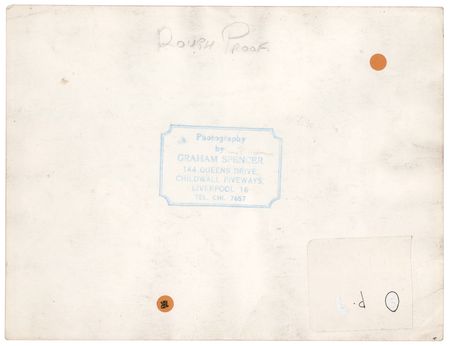 Rough Proof
Photography
by
GRAHAM SPENCER
144 QUEENS DRIVE,
CHILDWALL FIVEWAYS,
LIVERPOOL 16
TEL. CHI. 7657
P.